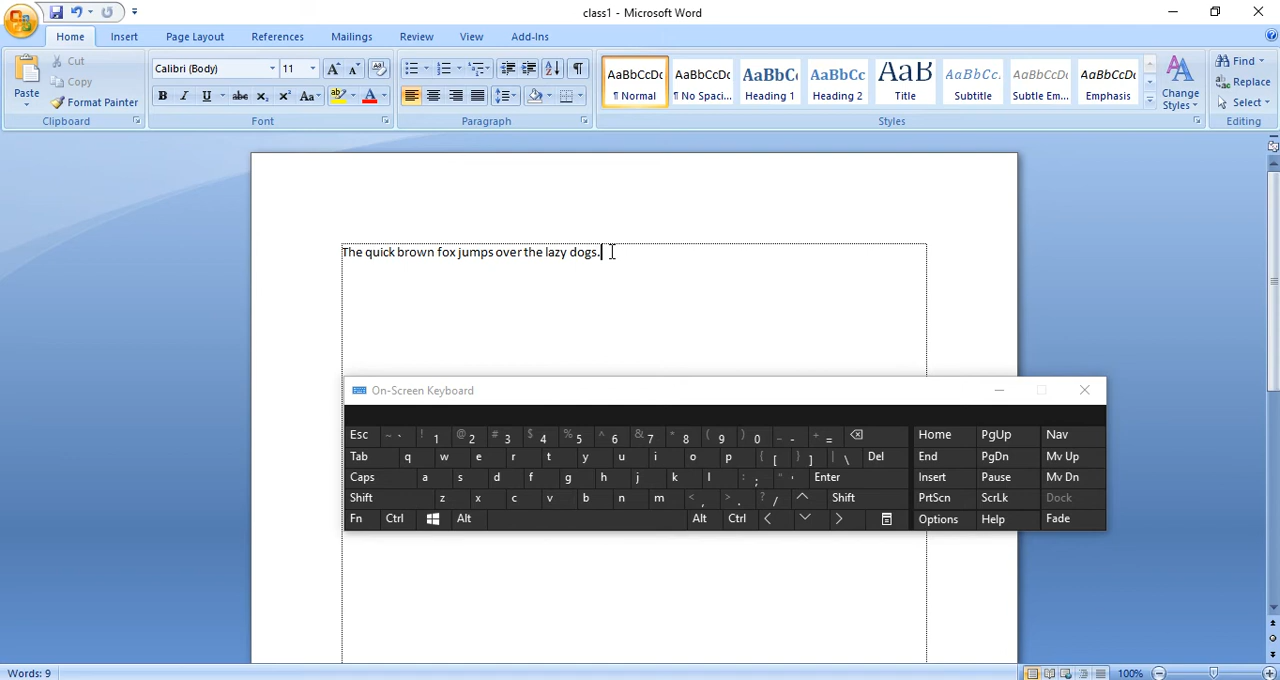 class1 - Microsoft Word
Home Insert Page Layout References Mailings Review View Add-Ins
Paste
Cut
Copy
Format Painter
Clipboard
Calibri (Body) 11
B I U abc x₂ x² Aa
Font
Paragraph
AaBbCcDc AaBbCcDc AaBbCc AaBbCc AaB AaBbCc. AaBbCcDc AaBbCcDc
¶ Normal ¶ No Spaci... Heading 1 Heading 2 Title Subtitle Subtle Em... Emphasis
Change Styles
Styles
Find
Replace
Select
Editing
The quick brown fox jumps over the lazy dogs.
On-Screen Keyboard
Esc ~ ` ! 1 @ 2 # 3 $ 4 % 5 ^ 6 & 7 * 8 ( 9 ) 0 _ - + = Home PgUp Nav
Tab q w e r t y u i o p { [ } ] | \ Del End PgDn Mv Up
Caps a s d f g h j k l : ; " ' Enter Insert Pause Mv Dn
Shift z x c v b n m < , > . ? / Shift PrtScn ScrLk Dock
Fn Ctrl Alt Alt Ctrl Options Help Fade
Words: 9
100%